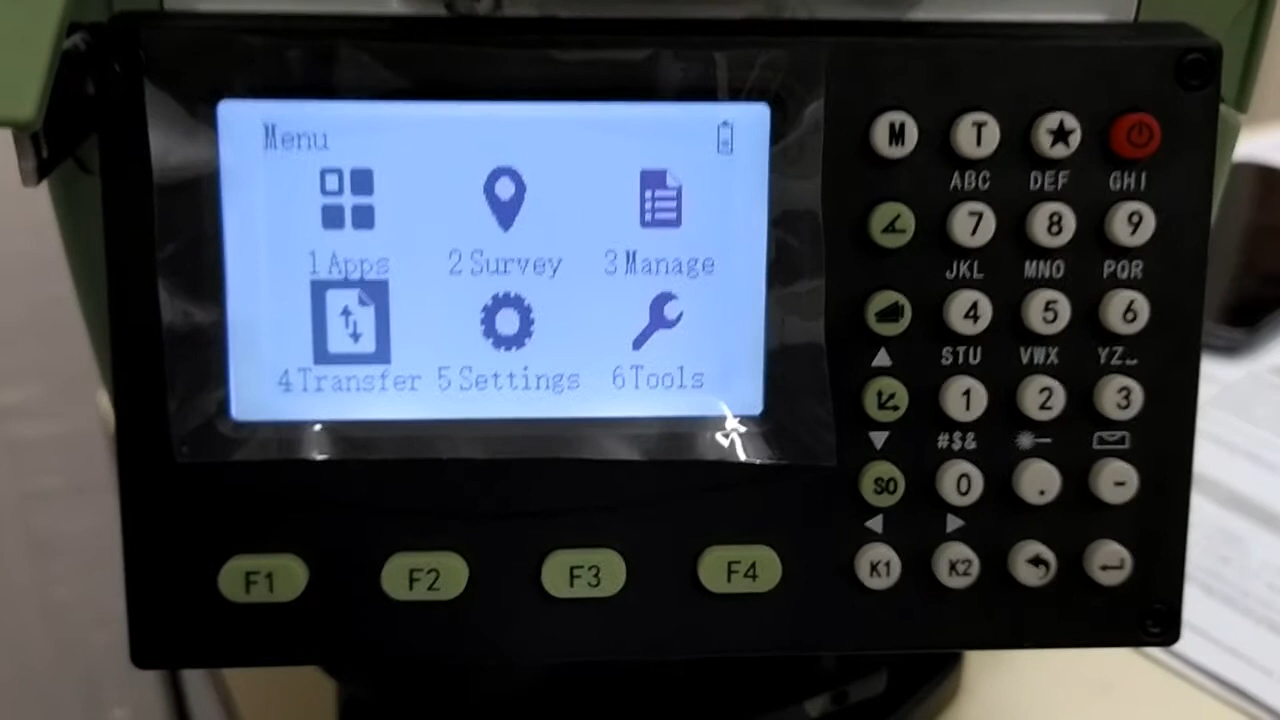 Menu
1 Apps 2 Survey 3 Manage
4 Transfer 5 Settings 6 Tools
M T
ABC DEF GHI
7 8 9
JKL MNO PQR
4 5 6
STU VWX YZ_
1 2 3
#$&
SO 0 . -
F1 F2 F3 F4 K1 K2